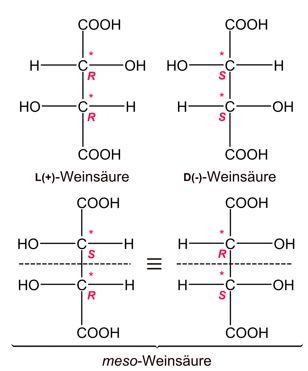 COOH COOH
H * C R OH HO * C S H
HO * C R H H * C S OH
COOH COOH
L(+)-Weinsäure D(-)-Weinsäure
COOH COOH
HO * C S H H * C R OH
≡
HO * C R H H * C S OH
COOH COOH
meso-Weinsäure